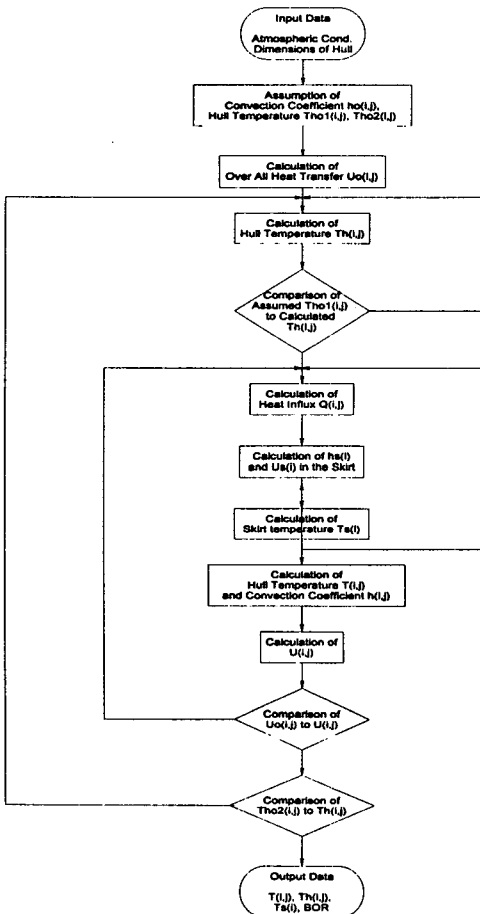 Input Data
Atmospheric Cond.
Dimensions of Hull
Assumption of
Convection Coefficient ho(i,j),
Hull Temperature Tho1(i,j), Tho2(i,j)
Calculation of
Over All Heat Transfer Uo(i,j)
Calculation of
Hull Temperature Th(i,j)
Comparison of
Assumed Tho1(i,j)
to Calculated
Th(i,j)
Calculation of
Heat Influx Q(i,j)
Calculation of hs(i)
and Us(i) in the Skirt
Calculation of
Skirt temperature Ts(i)
Calculation of
Hull Temperature T(i,j)
and Convection Coefficient h(i,j)
Calculation of
U(i,j)
Comparison of
Uo(i,j) to U(i,j)
Comparison of
Tho2(i,j) to Th(i,j)
Output Data
T(i,j), Th(i,j),
Ts(i), BOR